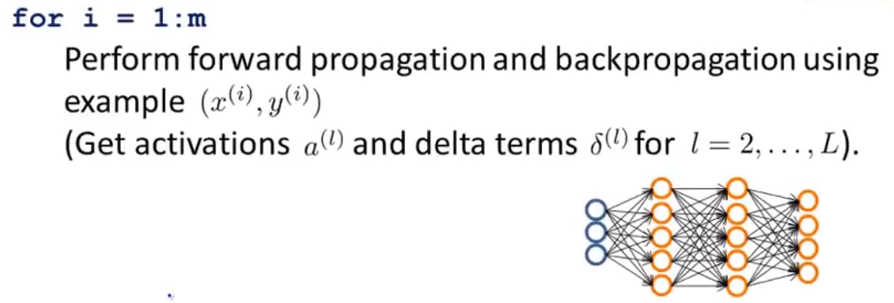 for i = 1:m
Perform forward propagation and backpropagation using
example (x⁽ⁱ⁾, y⁽ⁱ⁾)
(Get activations a⁽ˡ⁾ and delta terms δ⁽ˡ⁾ for l = 2, . . . , L).